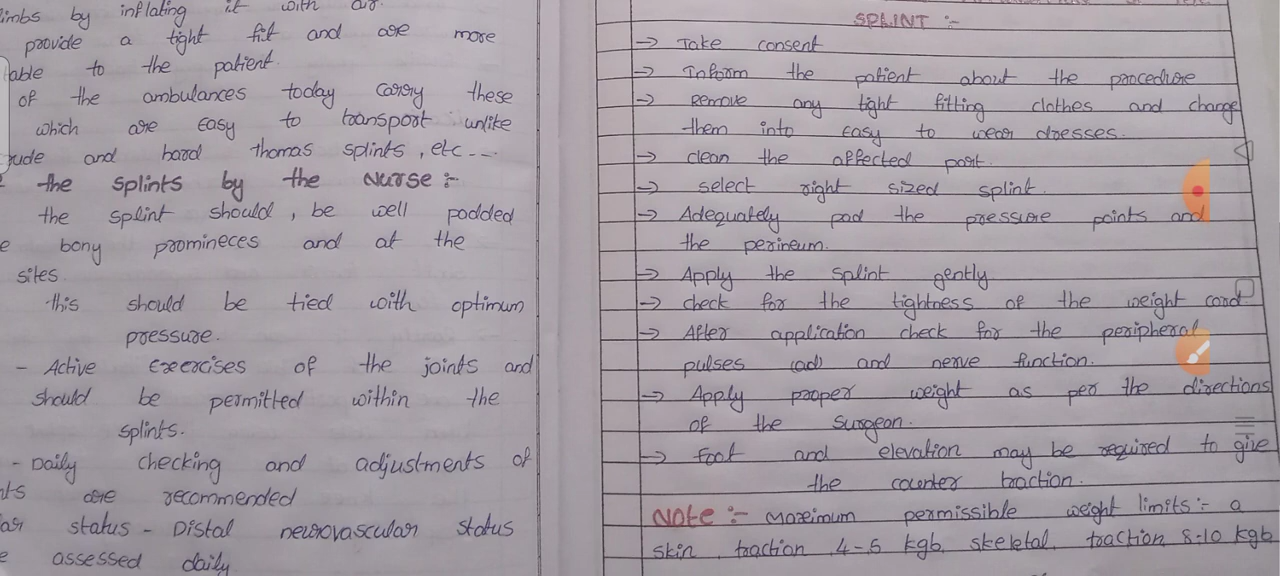 limbs by inflating it with air.
provide a tight fit and are more
table to the patient.
of the ambulances today carry these
which are Easy to transport unlike
rude and hard thomas splints, etc --
the splints by the Nurse :-
the splint should, be well padded
bony promineces and at the
sites.
this should be tied with optimum
pressure.
- Active Exercises of the joints and
should be permitted within the
splints.
- Daily checking and adjustments of
nts are recommended
lar status - Distal neurovascular status
e assessed daily
SPLINT :-
→ Take consent
→ Inform the patient about the procedure
→ Remove any tight fitting clothes and change
them into Easy to wear dresses.
→ clean the affected part.
→ select right sized splint.
→ Adequately pad the pressure points and
the perineum.
→ Apply the splint gently
→ check for the tightness of the weight cord
→ After application check for the peripheral
pulses (ad) and nerve function.
→ Apply proper weight as per the directions
of the surgeon.
→ Foot and elevation may be required to give
the counter traction.
Note :- Maximum permissible weight limits :- a
skin traction 4-5 kgb, skeletal traction 8-10 kgb